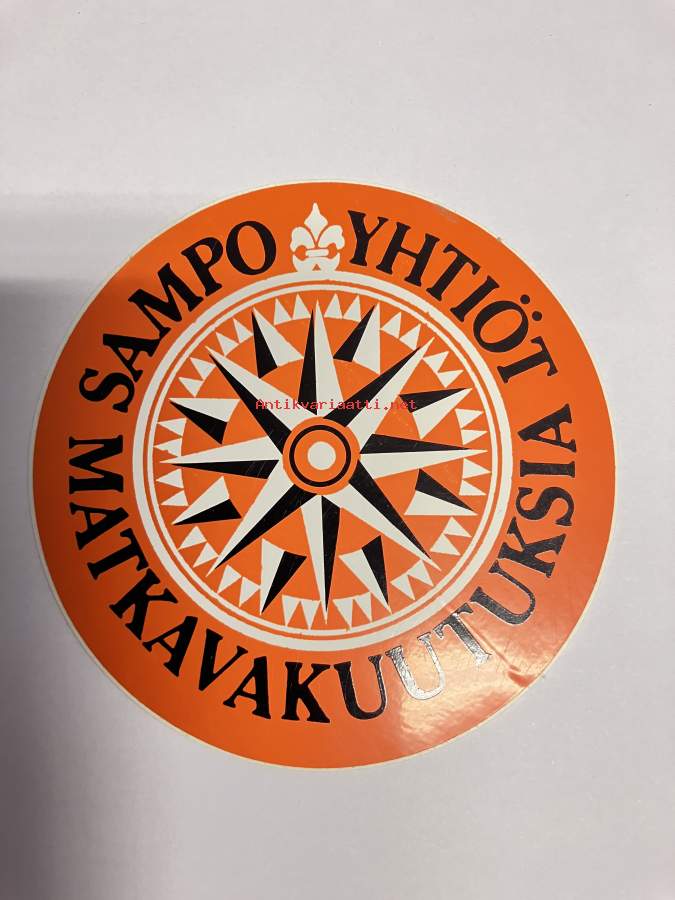 SAMPO YHTIÖT
MATKAVAKUUTUKSIA
Antikvariaatti.net